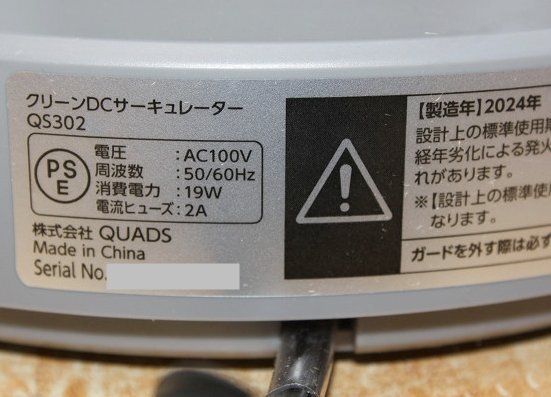 クリーンDCサーキュレーター
QS302
PS
E
電圧 : AC100V
周波数 : 50/60Hz
消費電力 : 19W
電流ヒューズ : 2A
株式会社 QUADS
Made in China
Serial No.
【製造年】2024年
設計上の標準使用期
経年劣化による発火
れがあります。
※【設計上の標準使用
なります。
ガードを外す際は必ず